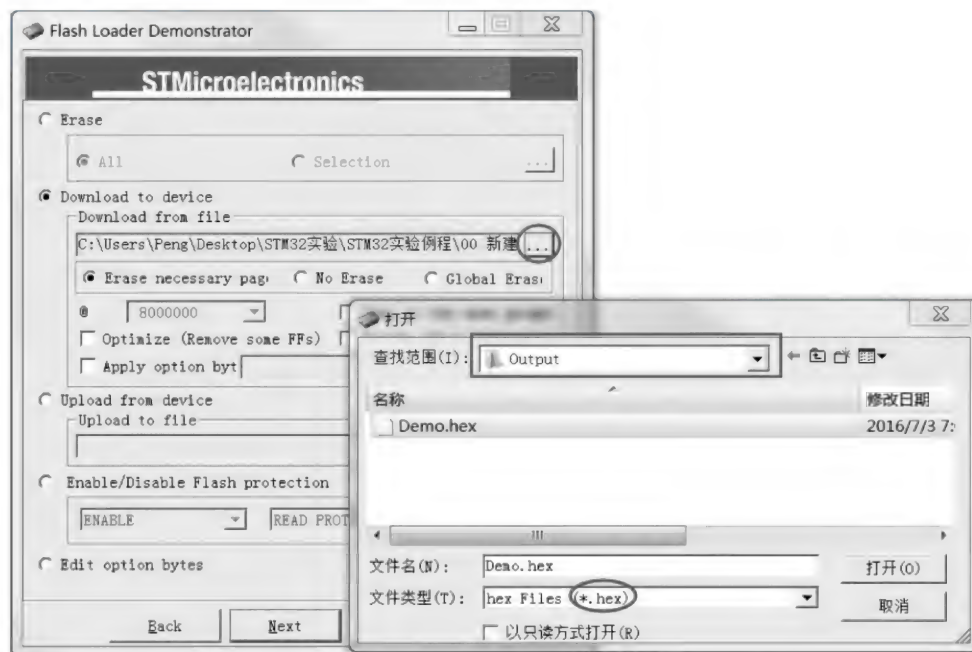 Flash Loader Demonstrator
STMicroelectronics
Erase
All
Selection
...
Download to device
Download from file
C:\Users\Peng\Desktop\STM32实验\STM32实验例程\00 新建
...
Erase necessary pag
No Erase
Global Eras
@
8000000
Optimize (Remove some FFs)
Apply option byt
Upload from device
Upload to file
Enable/Disable Flash protection
ENABLE
READ PROT
Edit option bytes
Back
Next
打开
查找范围(I):
Output
名称
修改日期
Demo.hex
2016/7/3 7:
文件名(N):
Demo.hex
打开(O)
文件类型(T):
hex Files (*.hex)
取消
以只读方式打开(R)